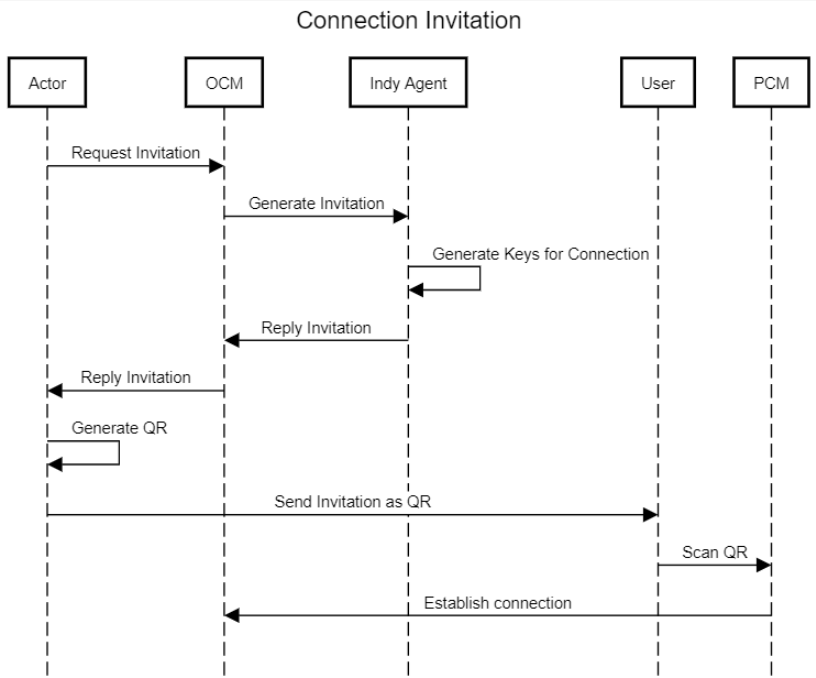 Connection Invitation
Actor
OCM
Indy Agent
User
PCM
Request Invitation
Generate Invitation
Generate Keys for Connection
Reply Invitation
Reply Invitation
Generate QR
Send Invitation as QR
Scan QR
Establish connection